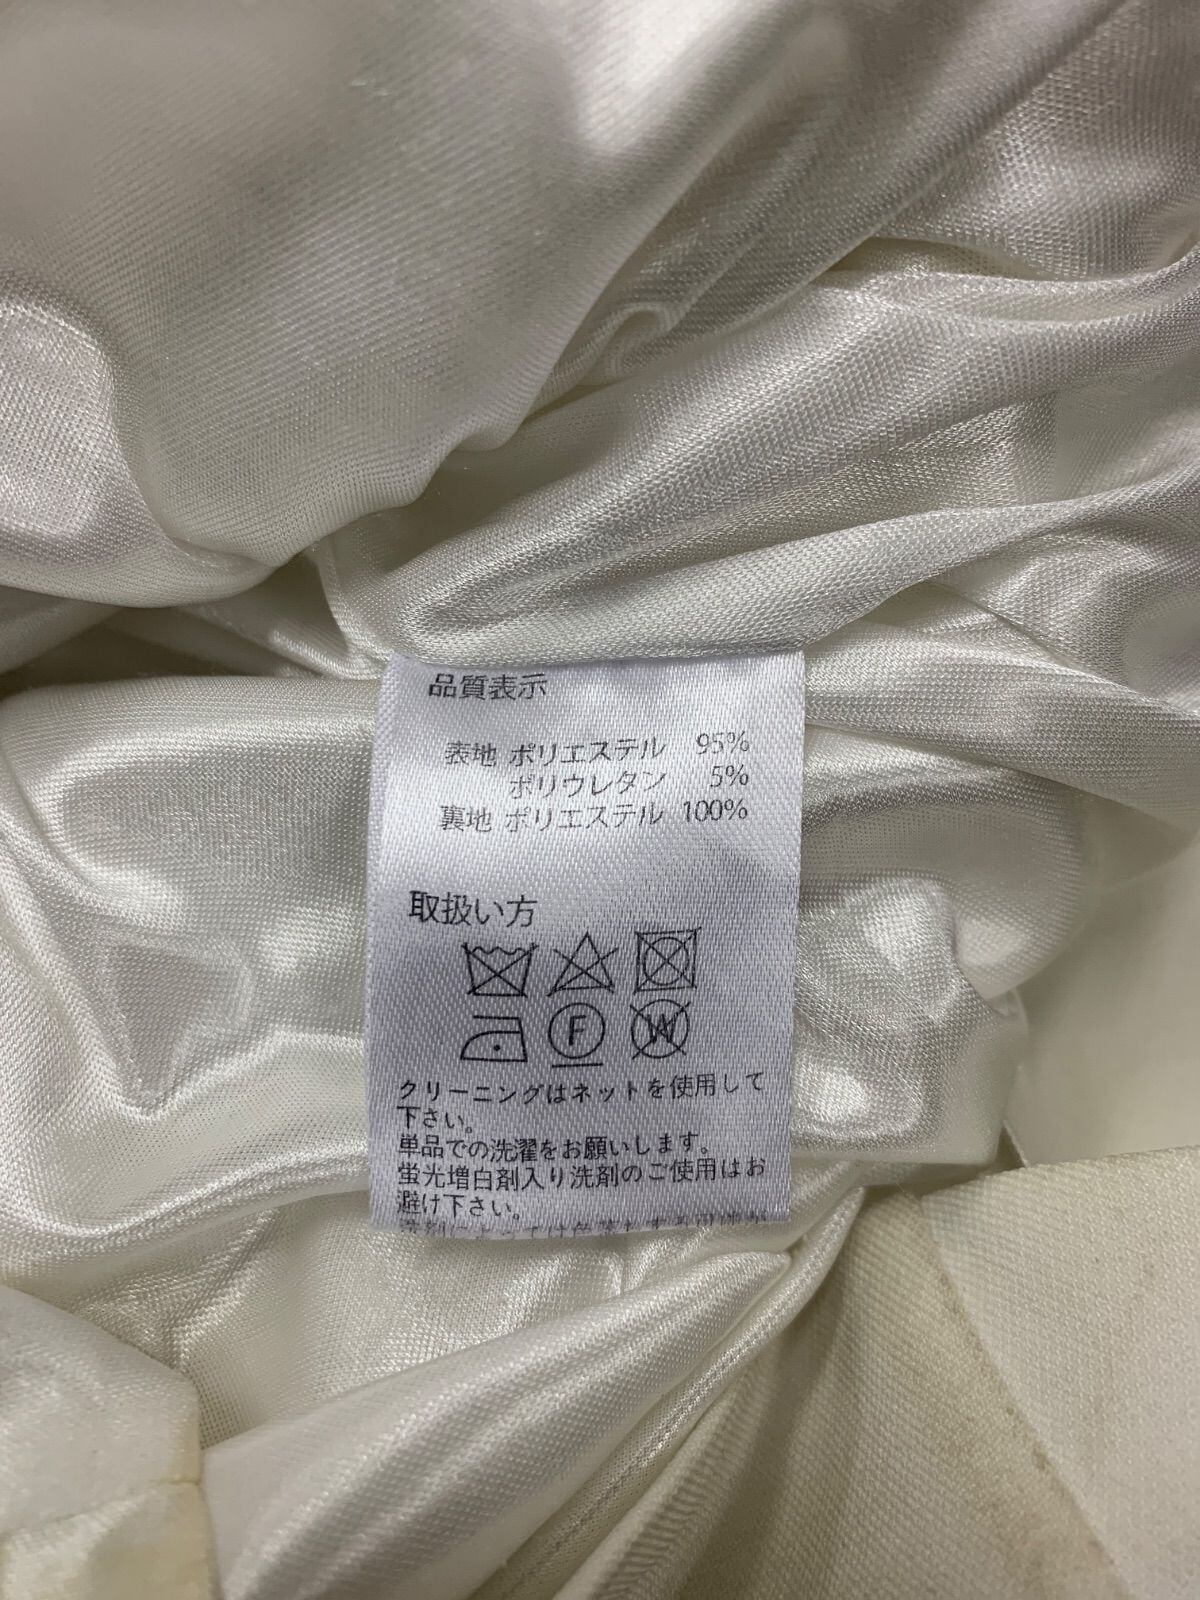 品質表示
表地 ポリエステル 95%
ポリウレタン 5%
裏地 ポリエステル 100%
取扱い方
F W
クリーニングはネットを使用して
下さい。
単品での洗濯をお願いします。
蛍光増白剤入り洗剤のご使用はお
避け下さい。